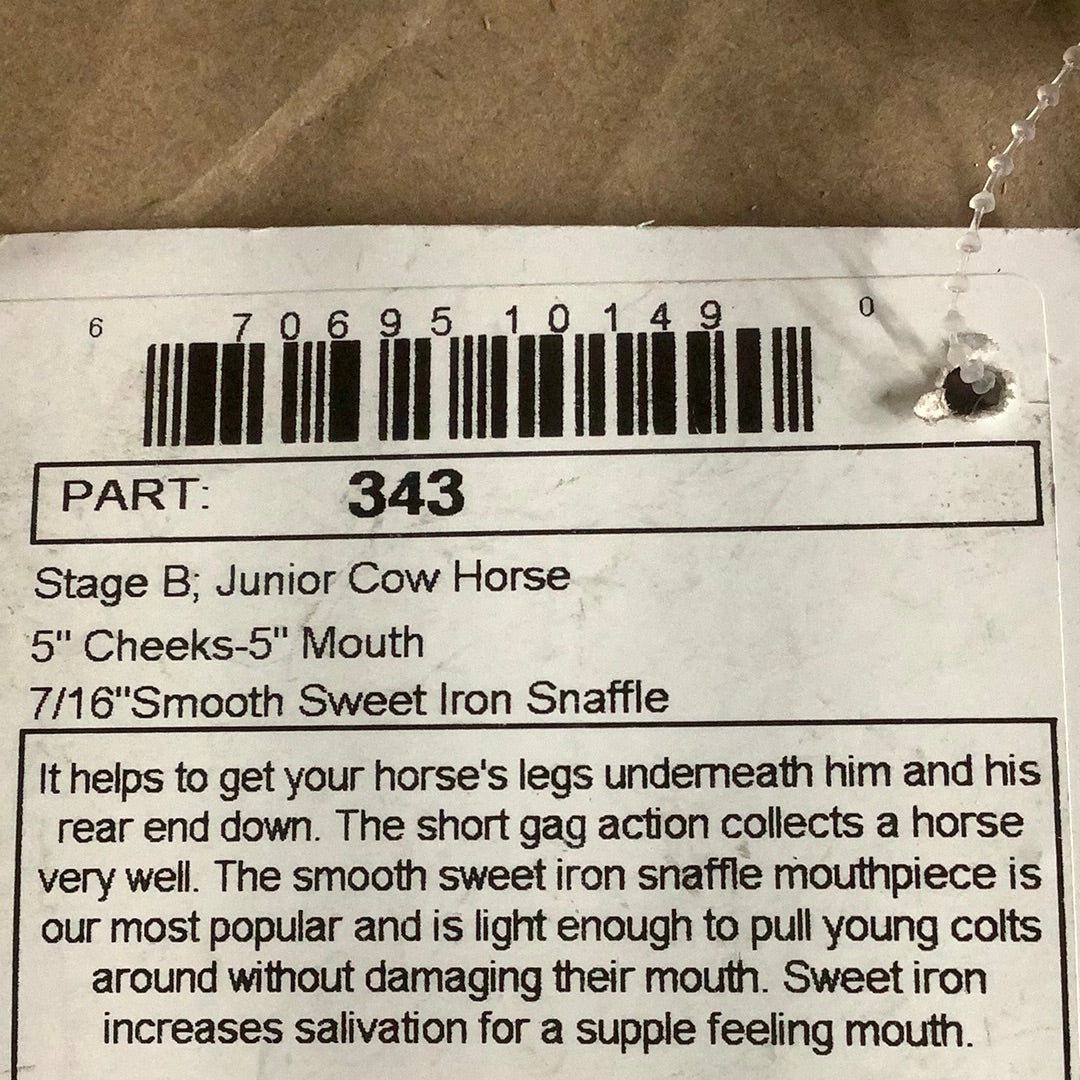 6 70695 10149 0
PART: 343
Stage B; Junior Cow Horse
5" Cheeks-5" Mouth
7/16"Smooth Sweet Iron Snaffle
It helps to get your horse's legs underneath him and his
rear end down. The short gag action collects a horse
very well. The smooth sweet iron snaffle mouthpiece is
our most popular and is light enough to pull young colts
around without damaging their mouth. Sweet iron
increases salivation for a supple feeling mouth.